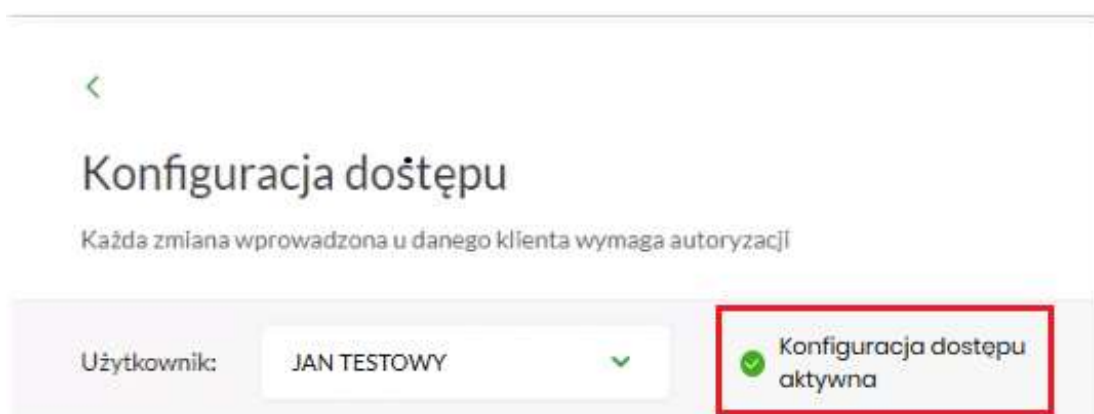 Konfiguracja dostępu
Każda zmiana wprowadzona u danego klienta wymaga autoryzacji
Użytkownik: JAN TESTOWY
Konfiguracja dostępu
aktywna